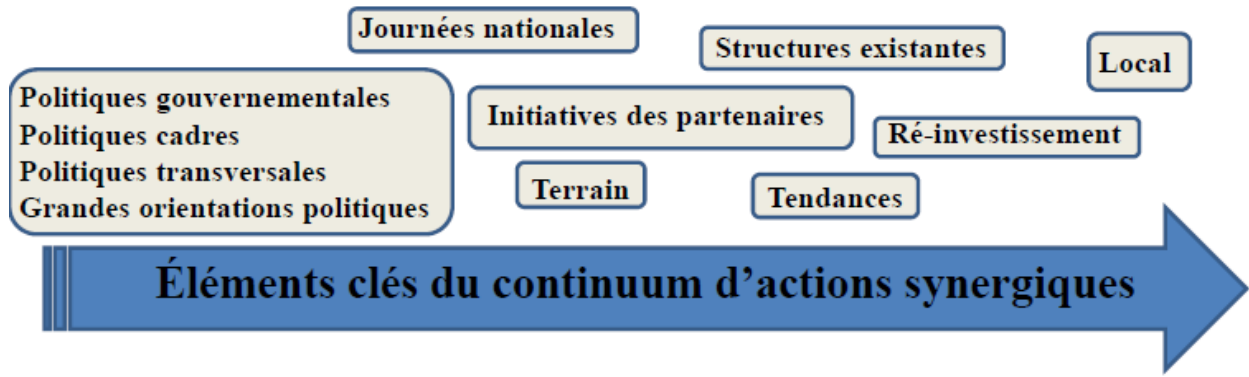 Journées nationales
Structures existantes
Local
Politiques gouvernementales
Politiques cadres
Politiques transversales
Grandes orientations politiques
Initiatives des partenaires
Ré-investissement
Terrain
Tendances
Éléments clés du continuum d’actions synergiques